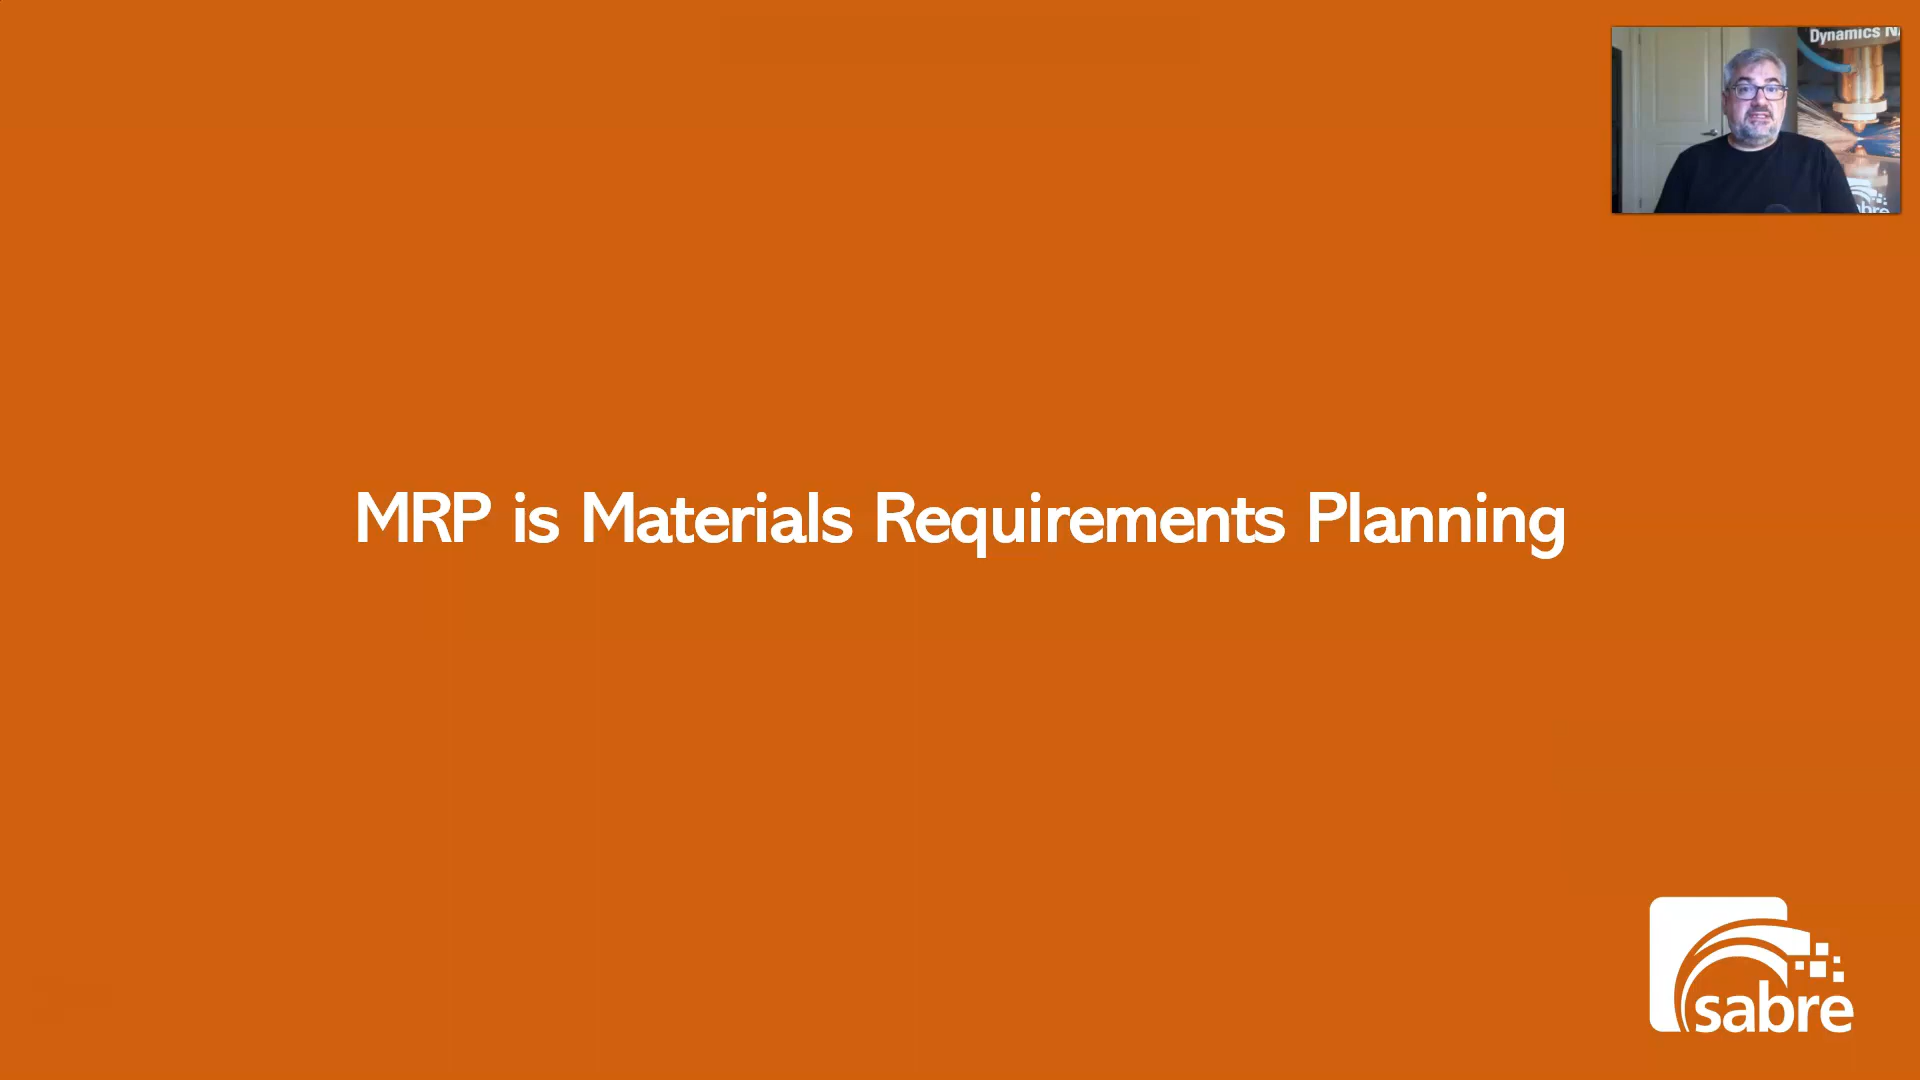 Dynamics
MRP is Materials Requirements Planning
sabre